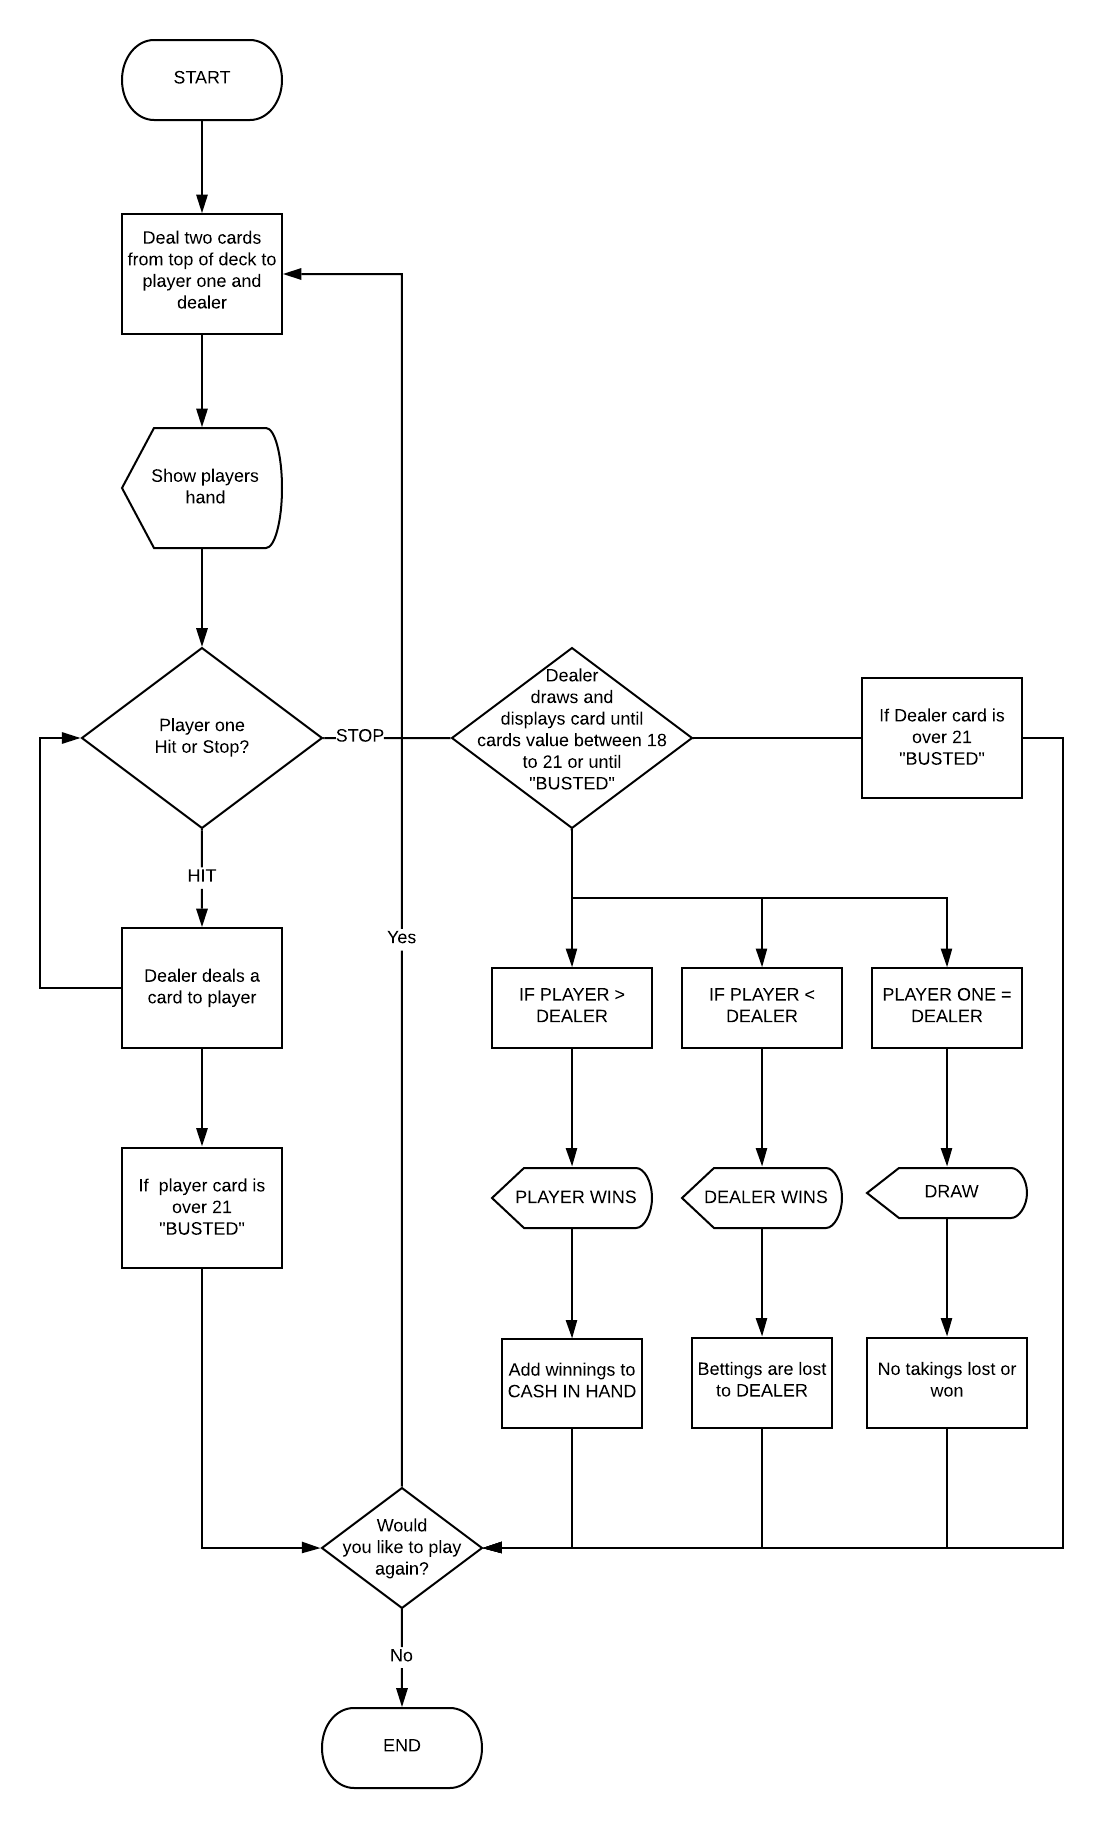 START
Deal two cards
from top of deck to
player one and
dealer
Show players
hand
Player one
Hit or Stop?
STOP
Dealer
draws and
displays card until
cards value between 18
to 21 or until
"BUSTED"
If Dealer card is
over 21
"BUSTED"
HIT
Yes
Dealer deals a
card to player
IF PLAYER >
DEALER
IF PLAYER <
DEALER
PLAYER ONE =
DEALER
If  player card is
over 21
"BUSTED"
PLAYER WINS
DEALER WINS
DRAW
Add winnings to
CASH IN HAND
Bettings are lost
to DEALER
No takings lost or
won
Would
you like to play
again?
No
END